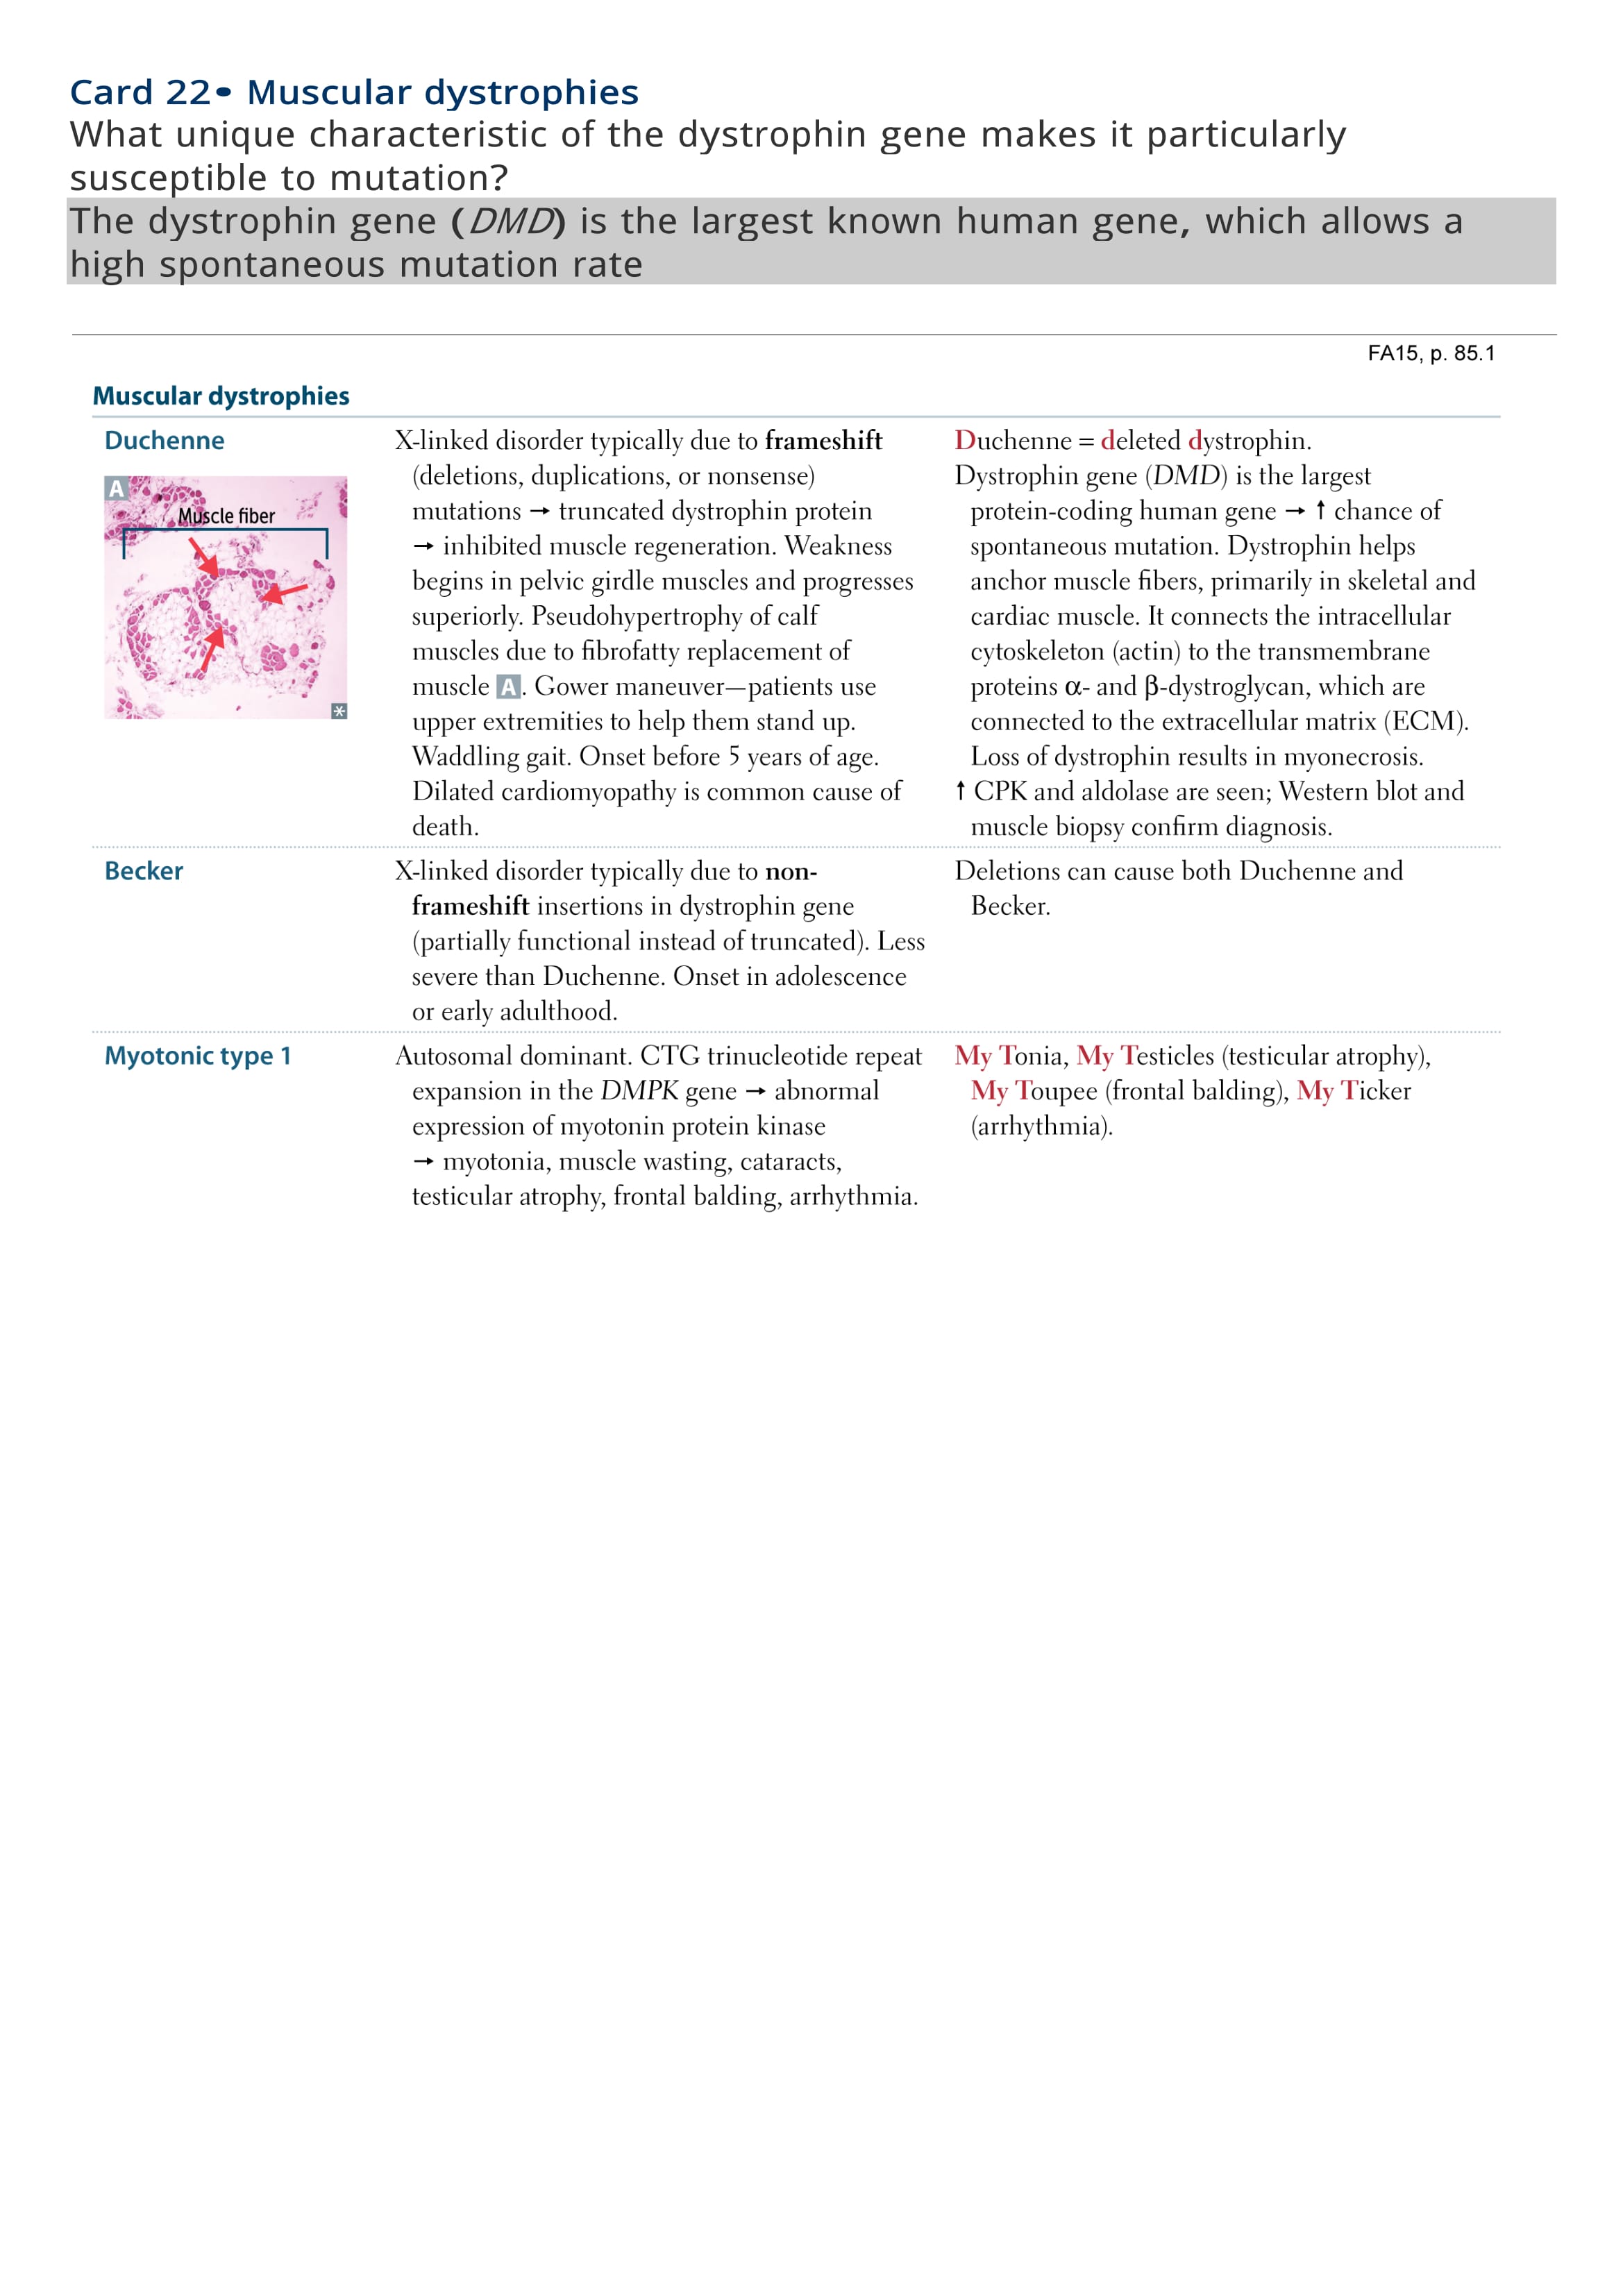 Card 22• Muscular dystrophies
What unique characteristic of the dystrophin gene makes it particularly
susceptible to mutation?
The dystrophin gene (DMD) is the largest known human gene, which allows a
high spontaneous mutation rate
FA15, p. 85.1
Muscular dystrophies
Duchenne
A
Muscle fiber
*
X-linked disorder typically due to frameshift
(deletions, duplications, or nonsense)
mutations → truncated dystrophin protein
→ inhibited muscle regeneration. Weakness
begins in pelvic girdle muscles and progresses
superiorly. Pseudohypertrophy of calf
muscles due to fibrofatty replacement of
muscle A. Gower maneuver—patients use
upper extremities to help them stand up.
Waddling gait. Onset before 5 years of age.
Dilated cardiomyopathy is common cause of
death.
Duchenne = deleted dystrophin.
Dystrophin gene (DMD) is the largest
protein-coding human gene → ↑ chance of
spontaneous mutation. Dystrophin helps
anchor muscle fibers, primarily in skeletal and
cardiac muscle. It connects the intracellular
cytoskeleton (actin) to the transmembrane
proteins α- and β-dystroglycan, which are
connected to the extracellular matrix (ECM).
Loss of dystrophin results in myonecrosis.
↑ CPK and aldolase are seen; Western blot and
muscle biopsy confirm diagnosis.
Becker
X-linked disorder typically due to non-
frameshift insertions in dystrophin gene
(partially functional instead of truncated). Less
severe than Duchenne. Onset in adolescence
or early adulthood.
Deletions can cause both Duchenne and
Becker.
Myotonic type 1
Autosomal dominant. CTG trinucleotide repeat
expansion in the DMPK gene → abnormal
expression of myotonin protein kinase
→ myotonia, muscle wasting, cataracts,
testicular atrophy, frontal balding, arrhythmia.
My Tonia, My Testicles (testicular atrophy),
My Toupee (frontal balding), My Ticker
(arrhythmia).